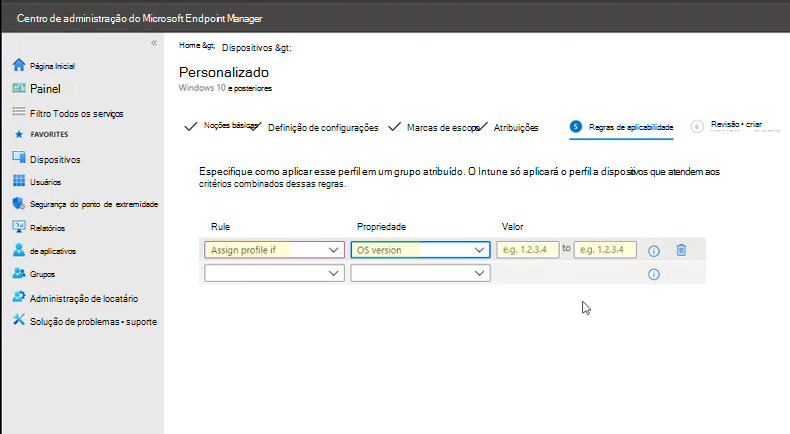 Centro de administração do Microsoft Endpoint Manager
«
Home &gt; Dispositivos &gt;
Página Inicial
Painel
Filtro Todos os serviços
FAVORITES
Dispositivos
Usuários
Segurança do ponto de extremidade
Relatórios
de aplicativos
Grupos
Administração de locatário
Solução de problemas • suporte
Personalizado
Windows 10 e posteriores
Noções básicas
Definição de configurações
Marcas de escopo
Atribuições
5 Regras de aplicabilidade
6 Revisão • criar
Especifique como aplicar esse perfil em um grupo atribuído. O Intune só aplicará o perfil a dispositivos que atendem aos
critérios combinados dessas regras.
Rule Propriedade Valor
Assign profile if OS version e.g. 1.2.3.4 to e.g. 1.2.3.4